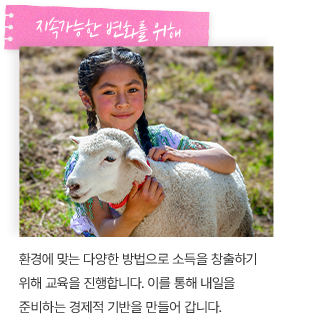 지속가능한 변화를 위해
환경에 맞는 다양한 방법으로 소득을 창출하기
위해 교육을 진행합니다. 이를 통해 내일을
준비하는 경제적 기반을 만들어 갑니다.